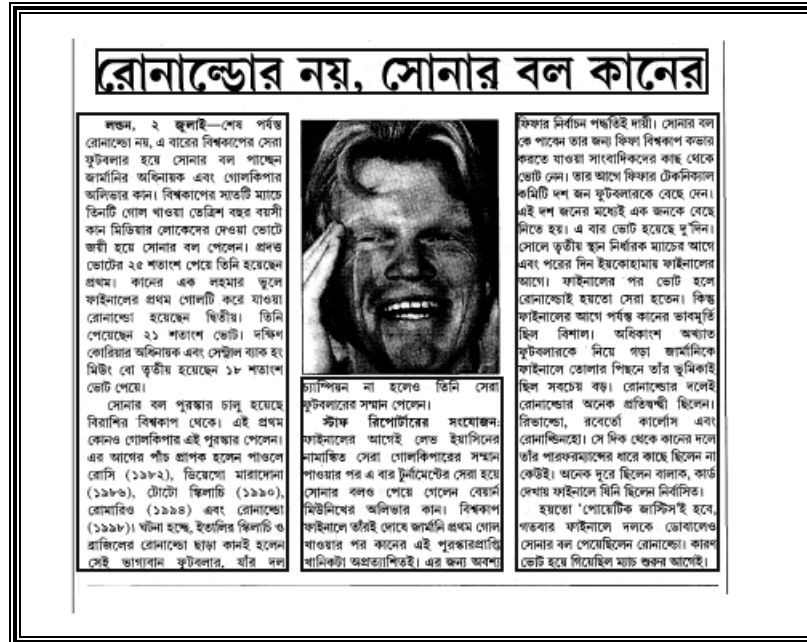 রোনাল্ডোর নয়, সোনার বল কানের
লন্ডন, ২ জুলাই—শেষ পর্যন্ত
রোনাল্ডো নয়, এ বারের বিশ্বকাপের সেরা
ফুটবলার হয়ে সোনার বল পাচ্ছেন
জার্মানির অধিনায়ক এবং গোলকিপার
অলিভার কান। বিশ্বকাপের সাতটি ম্যাচে
তিনটি গোল খাওয়া তেত্রিশ বছর বয়সী
কান মিডিয়ার লোকেদের দেওয়া ভোটে
জয়ী হয়ে সোনার বল পেলেন। প্রদত্ত
ভোটের ২৫ শতাংশ পেয়ে তিনি হয়েছেন
প্রথম। কানের এক লহমার ভুলে
ফাইনালের প্রথম গোলটি করে যাওয়া
রোনাল্ডো হয়েছেন দ্বিতীয়। তিনি
পেয়েছেন ২১ শতাংশ ভোট। দক্ষিণ
কোরিয়ার অধিনায়ক এবং সেন্ট্রাল ব্যাক হং
মিউং বো তৃতীয় হয়েছেন ১৮ শতাংশ
ভোট পেয়ে।
সোনার বল পুরস্কার চালু হয়েছে
বিরাশির বিশ্বকাপ থেকে। এই প্রথম
কোনও গোলকিপার এই পুরস্কার পেলেন।
এর আগের পাঁচ প্রাপক হলেন পাওলে
রোসি (১৯৮২), ডিয়েগো মারাদোনা
(১৯৮৬), টোটো স্কিলাচি (১৯৯০),
রোমারিও (১৯৯৪) এবং রোনাল্ডো
(১৯৯৮)। ঘটনা হচ্ছে, ইতালির স্কিলাচি ও
ব্রাজিলের রোনাল্ডো ছাড়া কানই হলেন
সেই ভাগ্যবান ফুটবলার, যাঁর দল
চ্যাম্পিয়ন না হলেও তিনি সেরা
ফুটবলারের সম্মান পেলেন।
স্টাফ রিপোর্টারের সংযোজন:
ফাইনালের আগেই লেভ ইয়াসিনের
নামাঙ্কিত সেরা গোলকিপারের সম্মান
পাওয়ার পর এ বার টুর্নামেন্টের সেরা হয়ে
সোনার বলও পেয়ে গেলেন বেয়ার্ন
মিউনিখের অলিভার কান। বিশ্বকাপ
ফাইনালে তাঁরই দোষে জার্মানি প্রথম গোল
খাওয়ার পর কানের এই পুরস্কারপ্রাপ্তি
খানিকটা অপ্রত্যাশিতই। এর জন্য অবশ্য
ফিফার নির্বাচন পদ্ধতিই দায়ী। সোনার বল
কে পাবেন তার জন্য ফিফা বিশ্বকাপ কভার
করতে যাওয়া সাংবাদিকদের কাছ থেকে
ভোট নেন। তার আগে ফিফার টেকনিক্যাল
কমিটি দশ জন ফুটবলারকে বেছে দেন।
এই দশ জনের মধ্যেই এক জনকে বেছে
নিতে হয়। এ বার ভোট হয়েছে দু'দিন।
সোলে তৃতীয় স্থান নির্ধারক ম্যাচের আগে
এবং পরের দিন ইয়কোহামায় ফাইনালের
আগে। ফাইনালের পর ভোট হলে
রোনাল্ডোই হয়তো সেরা হতেন। কিন্তু
ফাইনালের আগে পর্যন্ত কানের ভাবমূর্তি
ছিল বিশাল। অধিকাংশ অখ্যাত
ফুটবলারকে নিয়ে গড়া জার্মানিকে
ফাইনালে তোলার পিছনে তাঁর ভূমিকাই
ছিল সবচেয়ে বড়। রোনাল্ডোর দলেই
রোনাল্ডোর অনেক প্রতিদ্বন্দ্বী ছিলেন।
রিভাল্ডো, রবের্তো কার্লোস এবং
রোনাল্ডিনহো। সে দিক থেকে কানের দলে
তাঁর পারফরম্যান্সের ধারে কাছে ছিলেন না
কেউই। অনেক দূরে ছিলেন বালাক, কার্ড
দেখায় ফাইনালে যিনি ছিলেন নির্বাসিত।
হয়তো 'পোয়েটিক জাস্টিস'ই হবে,
গতবার ফাইনালে দলকে ডোবালেও
সোনার বল পেয়েছিলেন রোনাল্ডো। কারণ
ভোট হয়ে গিয়েছিল ম্যাচ শুরুর আগেই।